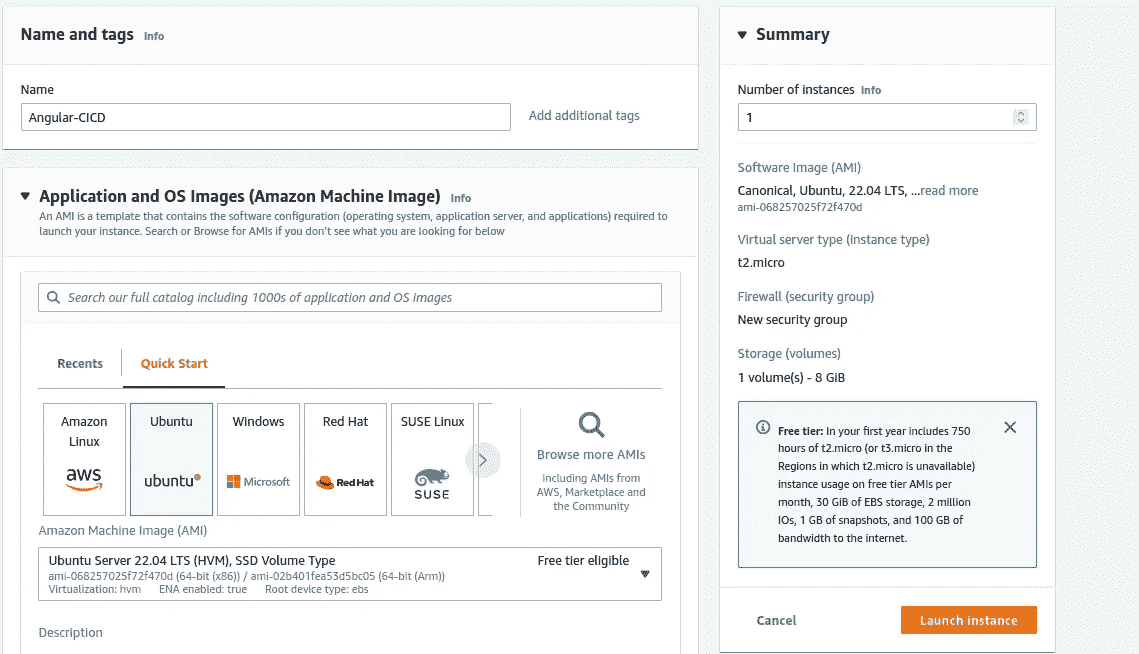 Name and tags Info
Name
Angular-CICD
Add additional tags
Application and OS Images (Amazon Machine Image) Info
An AMI is a template that contains the software configuration (operating system, application server, and applications) required to
launch your instance. Search or Browse for AMIs if you don't see what you are looking for below
Search our full catalog including 1000s of application and OS images
Recents
Quick Start
Amazon
Linux
aws
Ubuntu
ubuntu
Windows
Microsoft
Red Hat
Red Hat
SUSE Linux
SUSE
Browse more AMIs
Including AMIs from
AWS, Marketplace and
the Community
Amazon Machine Image (AMI)
Ubuntu Server 22.04 LTS (HVM), SSD Volume Type
Free tier eligible
ami-068257025f72f470d (64-bit (x86)) / ami-02b401fea53d5bc05 (64-bit (Arm))
Virtualization: hvm ENA enabled: true Root device type: ebs
Description
Summary
Number of instances Info
1
Software Image (AMI)
Canonical, Ubuntu, 22.04 LTS, ...read more
ami-068257025f72f470d
Virtual server type (instance type)
t2.micro
Firewall (security group)
New security group
Storage (volumes)
1 volume(s) - 8 GiB
Free tier: In your first year includes 750
hours of t2.micro (or t3.micro in the
Regions in which t2.micro is unavailable)
instance usage on free tier AMIs per
month, 30 GiB of EBS storage, 2 million
IOs, 1 GB of snapshots, and 100 GB of
bandwidth to the internet.
Cancel
Launch instance